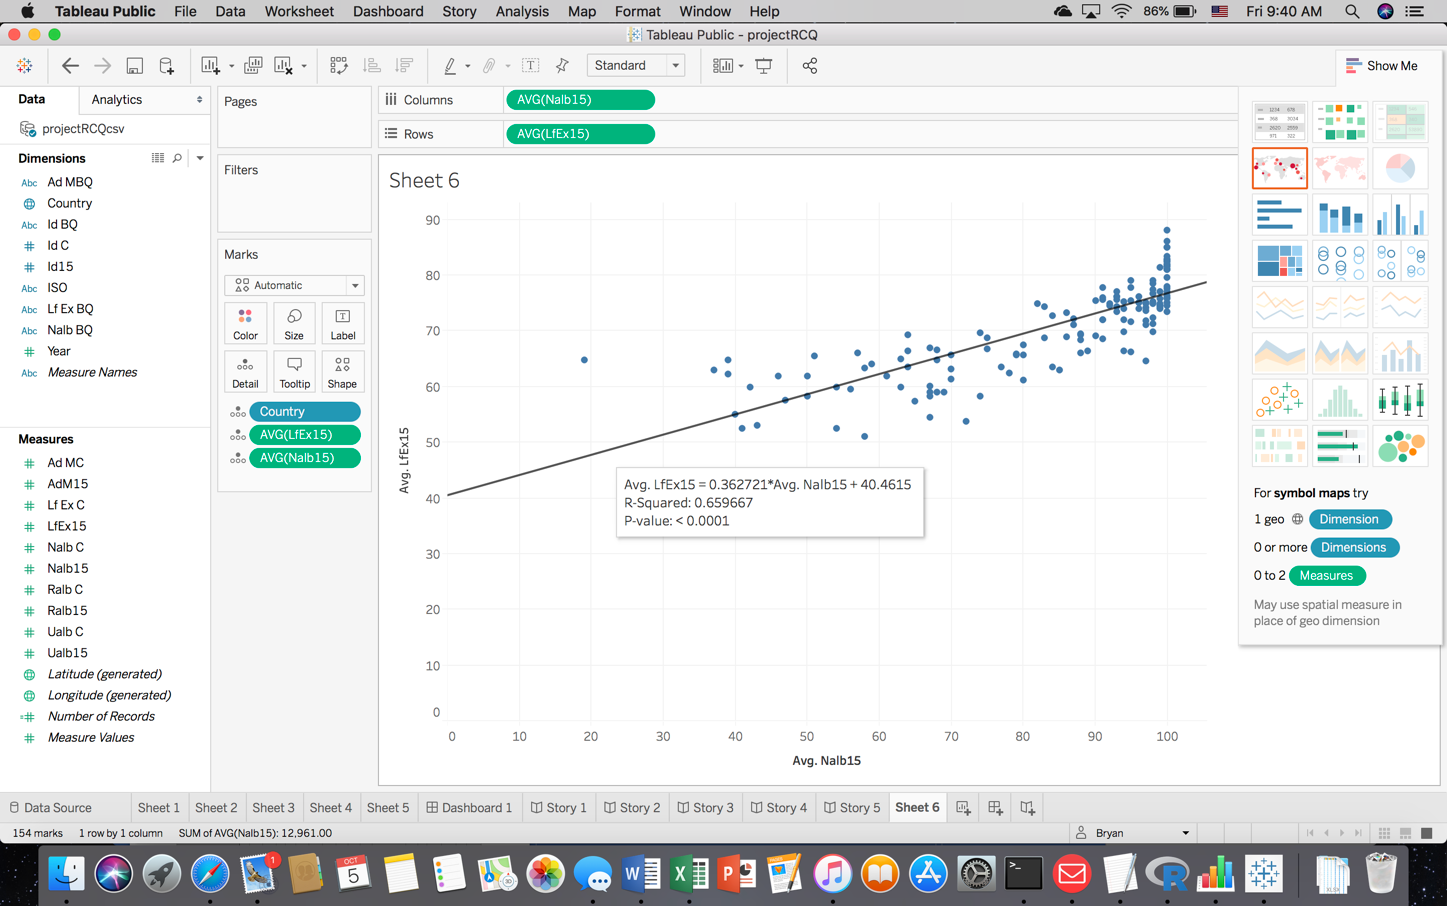 Tableau Public File Data Worksheet Dashboard Story Analysis Map Format Window Help 86% Fri 9:40 AM
Tableau Public - projectRCQ
Standard
Show Me
Data Analytics
projectRCQcsv
Dimensions
Abc Ad MBQ
Country
Abc Id BQ
Id C
Id15
Abc ISO
Abc Lf Ex BQ
Abc Nalb BQ
Year
Abc Measure Names
Measures
Ad MC
AdM15
Lf Ex C
LfEx15
Nalb C
Nalb15
Ralb C
Ralb15
Ualb C
Ualb15
Latitude (generated)
Longitude (generated)
Number of Records
Measure Values
Pages
Filters
Marks
Automatic
Color Size Label
Detail Tooltip Shape
Country
AVG(LfEx15)
AVG(Nalb15)
Columns AVG(Nalb15)
Rows AVG(LfEx15)
Sheet 6
90
80
70
60
50
40
30
20
10
0
Avg. LfEx15
0 10 20 30 40 50 60 70 80 90 100
Avg. Nalb15
Avg. LfEx15 = 0.362721*Avg. Nalb15 + 40.4615
R-Squared: 0.659667
P-value: < 0.0001
For symbol maps try
1 geo Dimension
0 or more Dimensions
0 to 2 Measures
May use spatial measure in
place of geo dimension
Data Source Sheet 1 Sheet 2 Sheet 3 Sheet 4 Sheet 5 Dashboard 1 Story 1 Story 2 Story 3 Story 4 Story 5 Sheet 6
154 marks 1 row by 1 column SUM of AVG(Nalb15): 12,961.00 Bryan
1
OCT
5